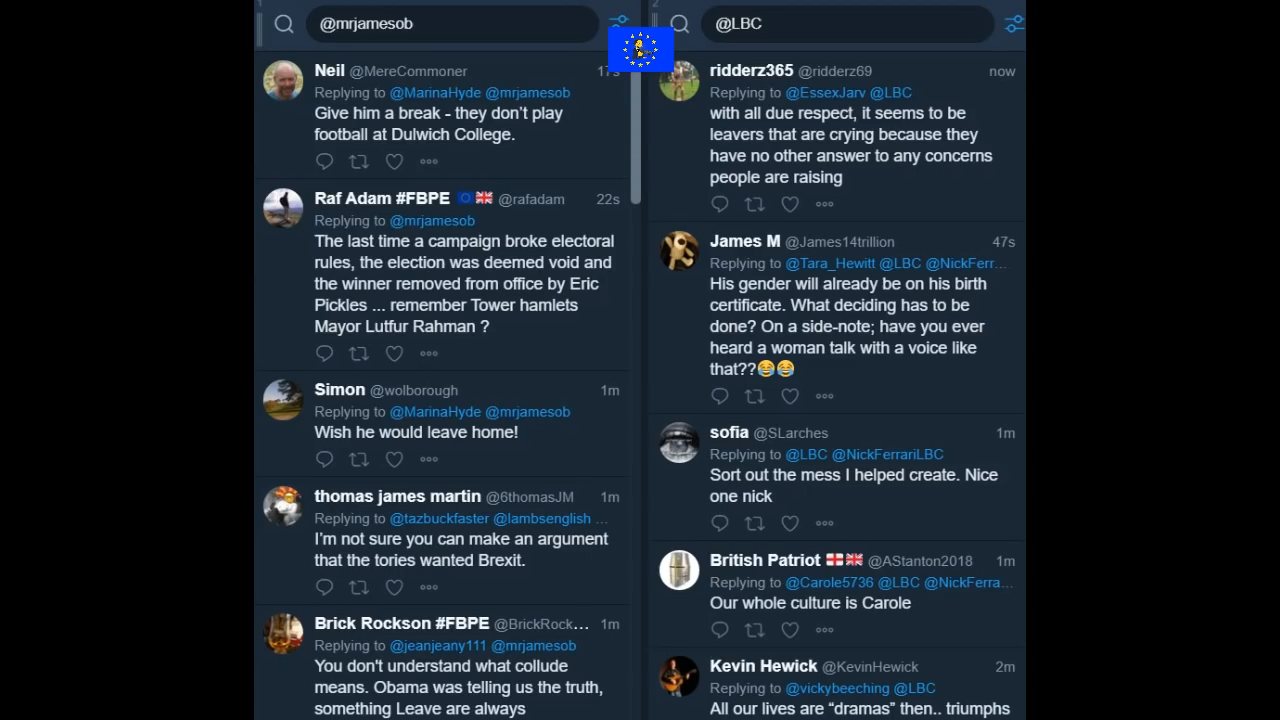 1
@mrjamesob
Neil @MereCommoner 17s
Replying to @MarinaHyde @mrjamesob
Give him a break - they don't play
football at Dulwich College.
Raf Adam #FBPE 🇪🇺🇬🇧 @rafadam 22s
Replying to @mrjamesob
The last time a campaign broke electoral
rules, the election was deemed void and
the winner removed from office by Eric
Pickles ... remember Tower hamlets
Mayor Lutfur Rahman ?
Simon @wolborough 1m
Replying to @MarinaHyde @mrjamesob
Wish he would leave home!
thomas james martin @6thomasJM 1m
Replying to @tazbuckfaster @lambsenglish ...
I'm not sure you can make an argument
that the tories wanted Brexit.
Brick Rockson #FBPE @BrickRock... 1m
Replying to @jeanjeany111 @mrjamesob
You don't understand what collude
means. Obama was telling us the truth,
something Leave are always
2
@LBC
ridderz365 @ridderz69 now
Replying to @EssexJarv @LBC
with all due respect, it seems to be
leavers that are crying because they
have no other answer to any concerns
people are raising
James M @James14trillion 47s
Replying to @Tara_Hewitt @LBC @NickFerr...
His gender will already be on his birth
certificate. What deciding has to be
done? On a side-note; have you ever
heard a woman talk with a voice like
that??😂😂
sofia @SLarches 1m
Replying to @LBC @NickFerrariLBC
Sort out the mess I helped create. Nice
one nick
British Patriot 🏴󠁧󠁢󠁥󠁮󠁧󠁿🇬🇧 @AStanton2018 1m
Replying to @Carole5736 @LBC @NickFerra...
Our whole culture is Carole
Kevin Hewick @KevinHewick 2m
Replying to @vickybeeching @LBC
All our lives are “dramas” then.. triumphs